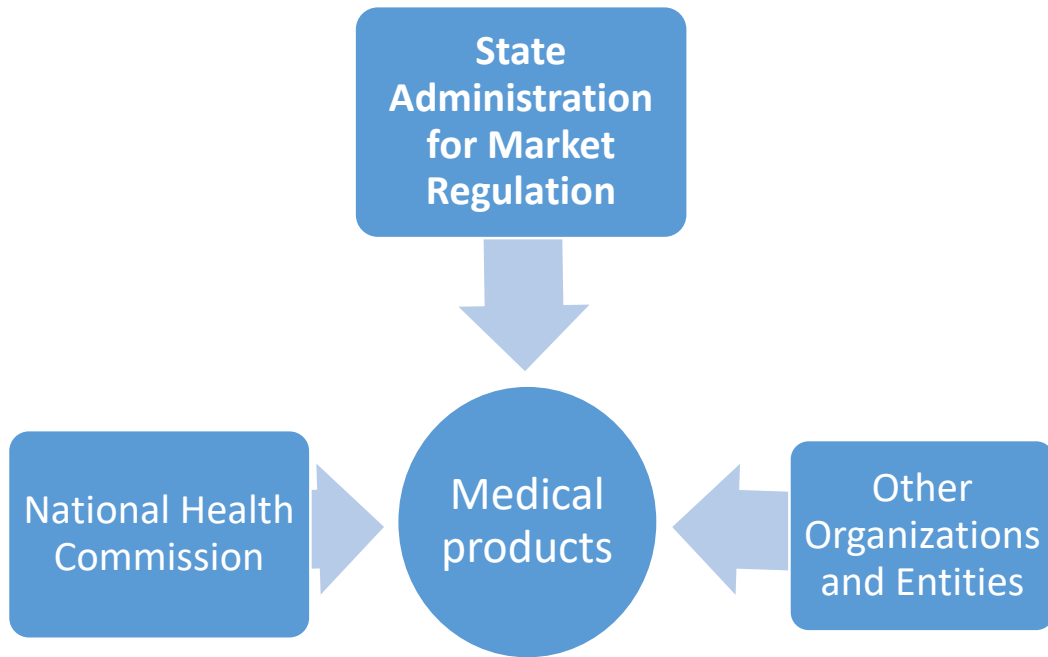 State
Administration
for Market
Regulation
National Health
Commission
Medical
products
Other
Organizations
and Entities